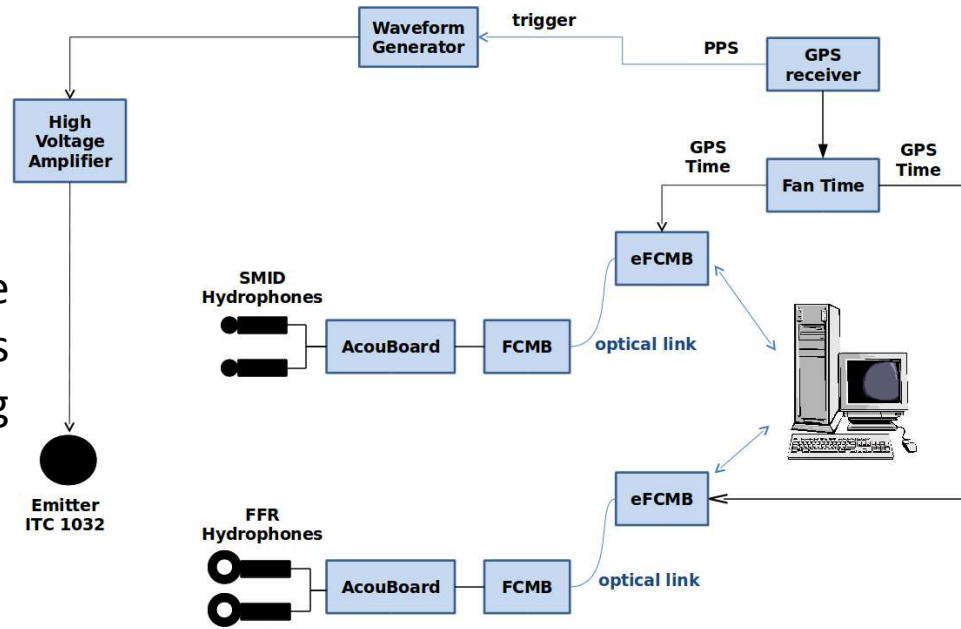 Waveform
Generator
trigger
PPS
GPS
receiver
High
Voltage
Amplifier
GPS
Time
GPS
Time
Fan Time
eFCMB
SMID
Hydrophones
AcouBoard
FCMB
optical link
e
s
g
Emitter
ITC 1032
eFCMB
FFR
Hydrophones
AcouBoard
FCMB
optical link